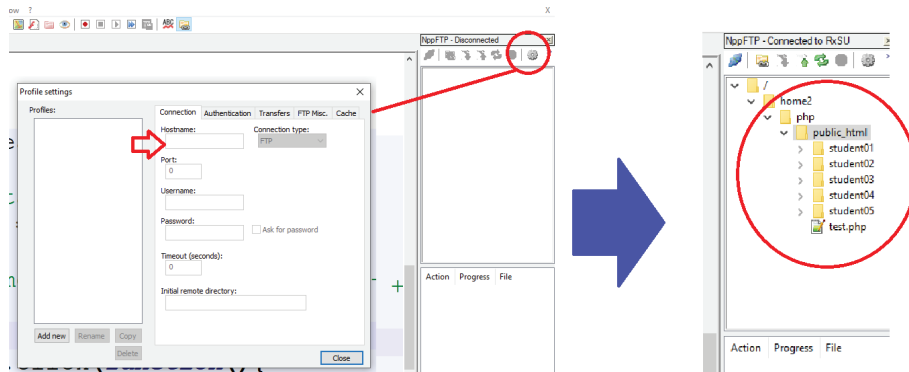 ow ?
X
ABC
NppFTP - Disconnected
Profile settings
Profiles:
Connection Authentication Transfers FTP Misc. Cache
Hostname: Connection type:
FTP
Port:
0
Username:
Password:
Ask for password
Timeout (seconds):
0
Initial remote directory:
Add new Rename Copy
Delete
Close
Action Progress File
NppFTP - Connected to RxSU
/
home2
php
public_html
student01
student02
student03
student04
student05
test.php
Action Progress File